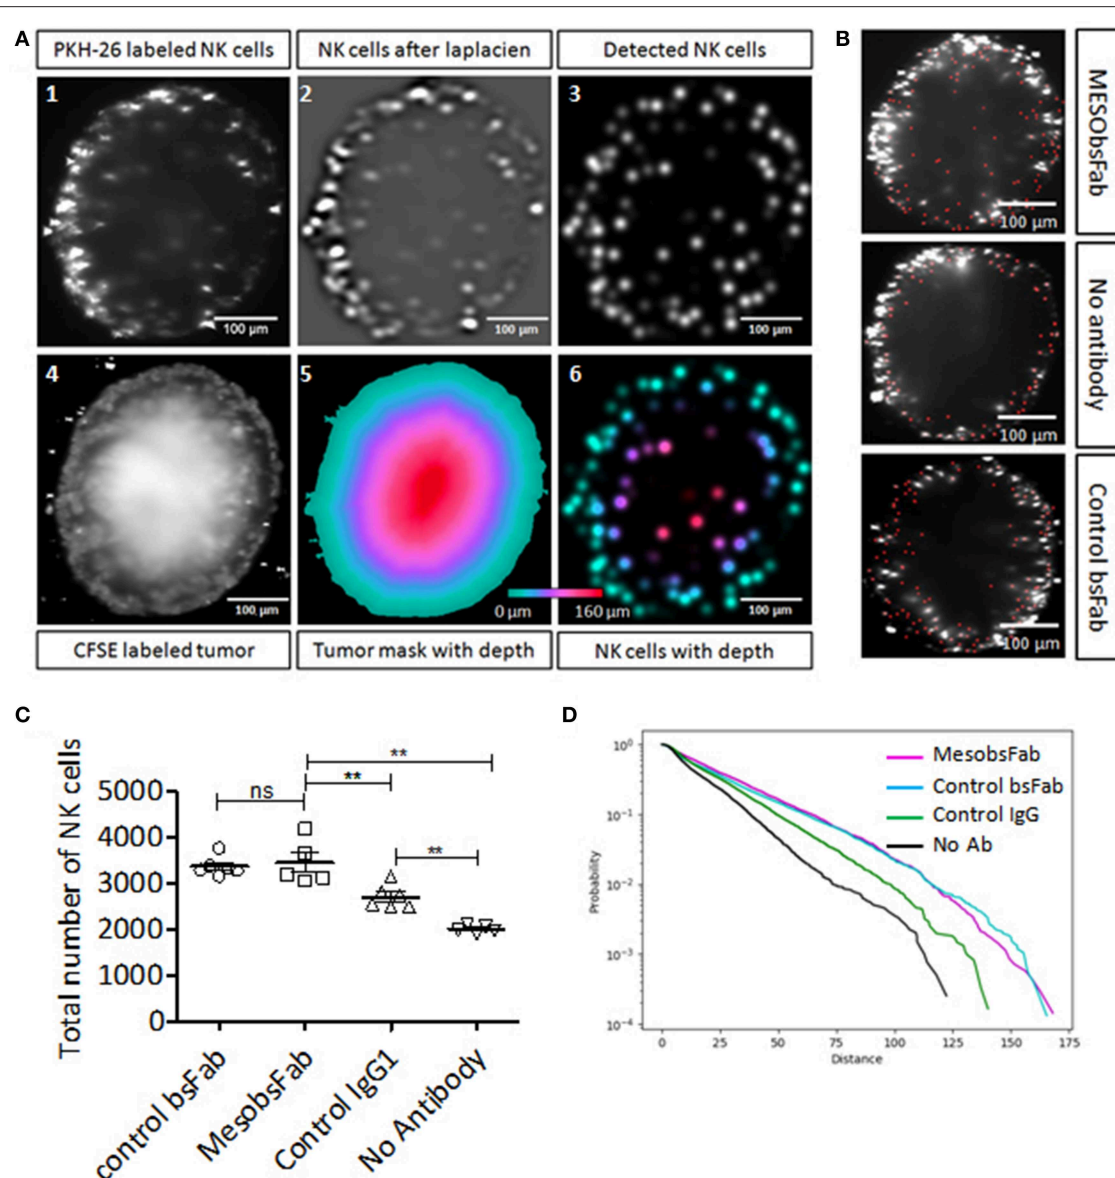 A
PKH-26 labeled NK cells
NK cells after laplacien
Detected NK cells
B
1
2
3
100 µm
100 µm
100 µm
4
5
6
100 µm
0 µm
160 µm
100 µm
CFSE labeled tumor
Tumor mask with depth
NK cells with depth
MESObsFab
100 µm
No antibody
100 µm
Control bsFab
100 µm
C
Total number of NK cells
5000
4000
3000
2000
1000
0
ns
**
**
**
control bsFab
MesobsFab
Control IgG1
No Antibody
D
Probability
10⁰
10⁻¹
10⁻²
10⁻³
10⁻⁴
MesobsFab
Control bsFab
Control IgG
No Ab
0
25
50
75
100
125
150
175
Distance